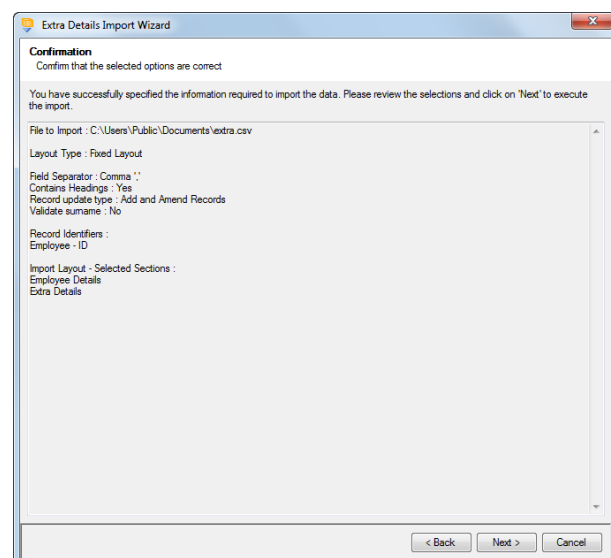 Extra Details Import Wizard
Confirmation
Comfirm that the selected options are correct
You have successfully specified the information required to import the data. Please review the selections and click on 'Next' to execute
the import.
File to Import : C:\Users\Public\Documents\extra.csv
Layout Type : Fixed Layout
Field Separator : Comma ','
Contains Headings : Yes
Record update type : Add and Amend Records
Validate surname : No
Record Identifiers :
Employee - ID
Import Layout - Selected Sections :
Employee Details
Extra Details
< Back Next > Cancel